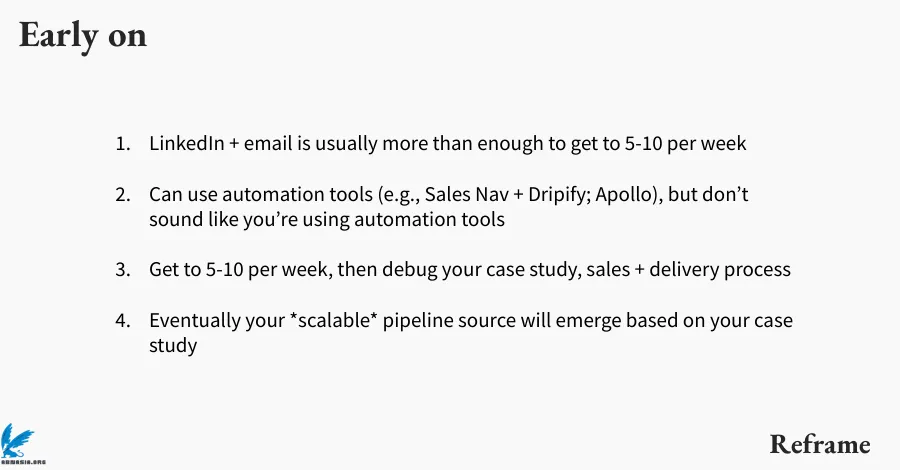 Early on
1. LinkedIn + email is usually more than enough to get to 5-10 per week
2. Can use automation tools (e.g., Sales Nav + Dripify; Apollo), but don’t
sound like you’re using automation tools
3. Get to 5-10 per week, then debug your case study, sales + delivery process
4. Eventually your *scalable* pipeline source will emerge based on your case
study
Reframe